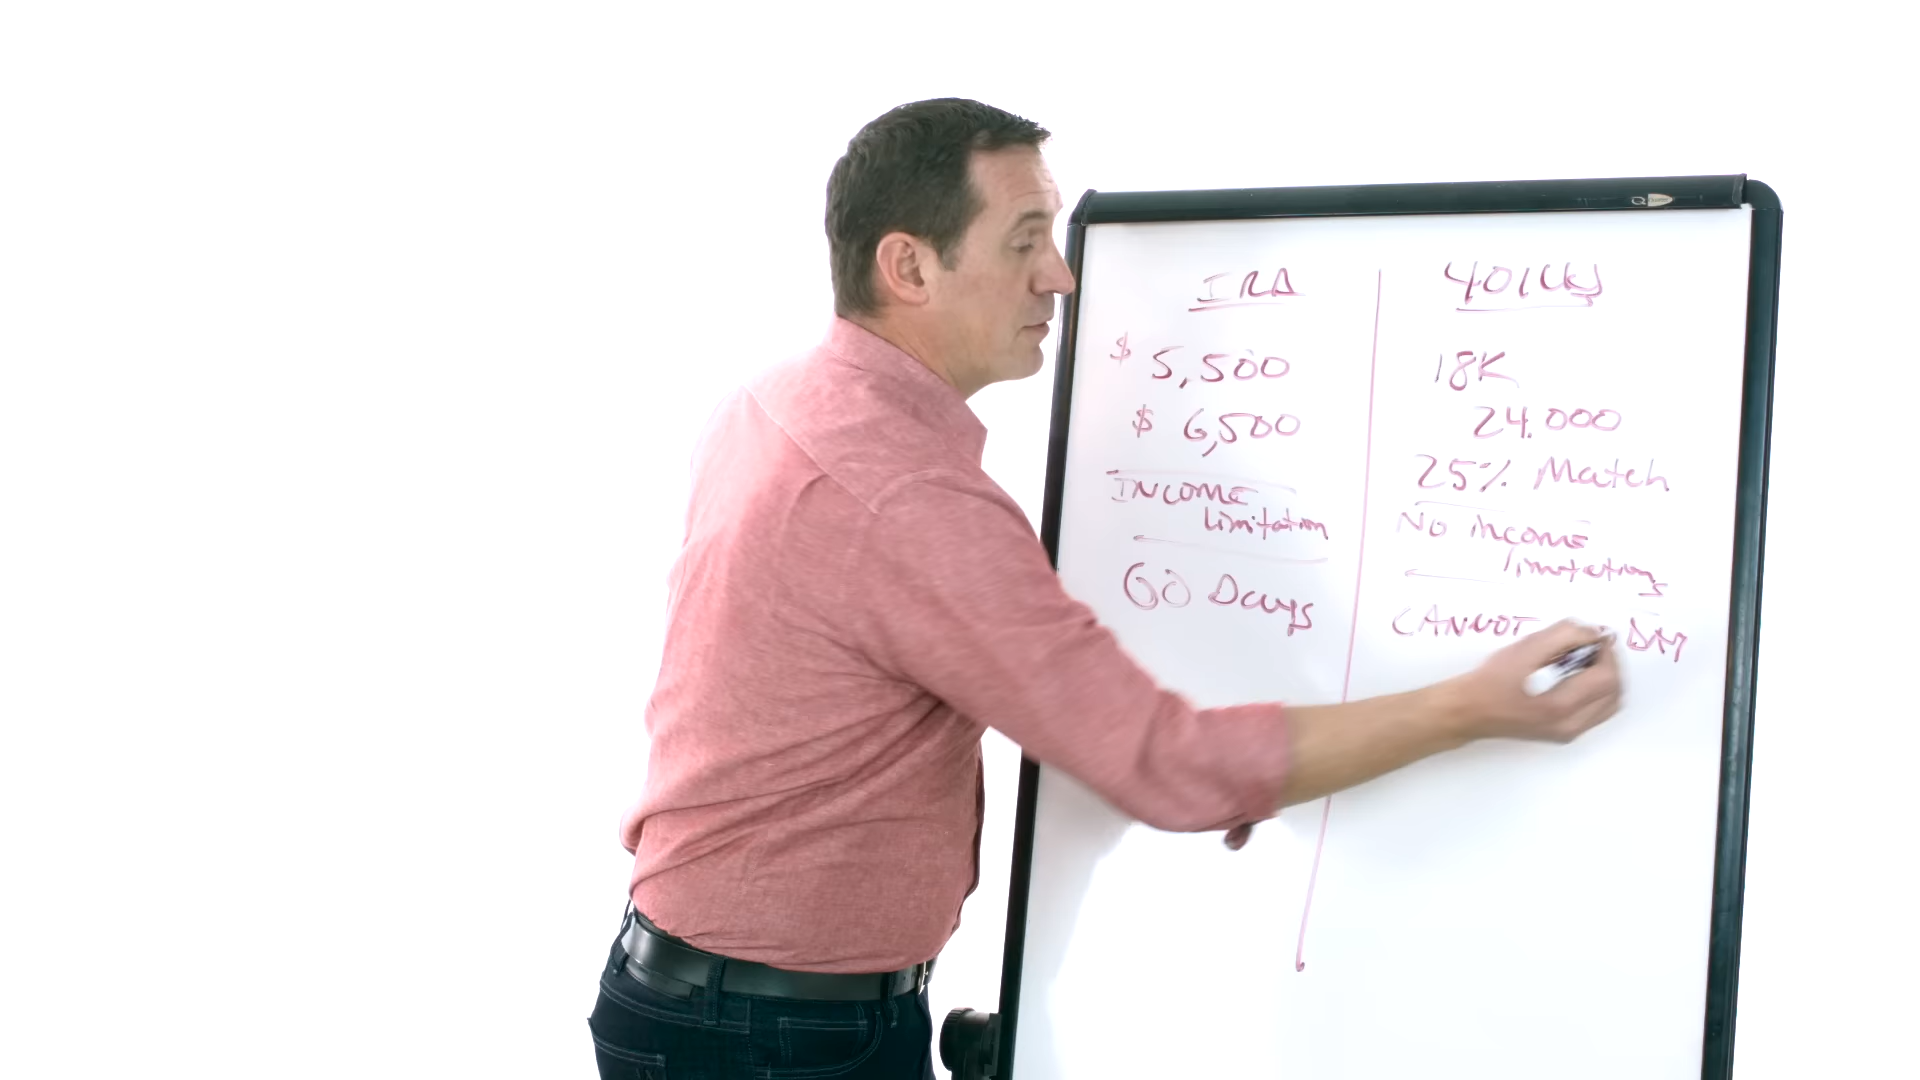 IRA
$ 5,500
$ 6,500
INCOME
limitation
60 Days
401(k)
18K
24.000
25% Match
No income
limitations
CANNOT